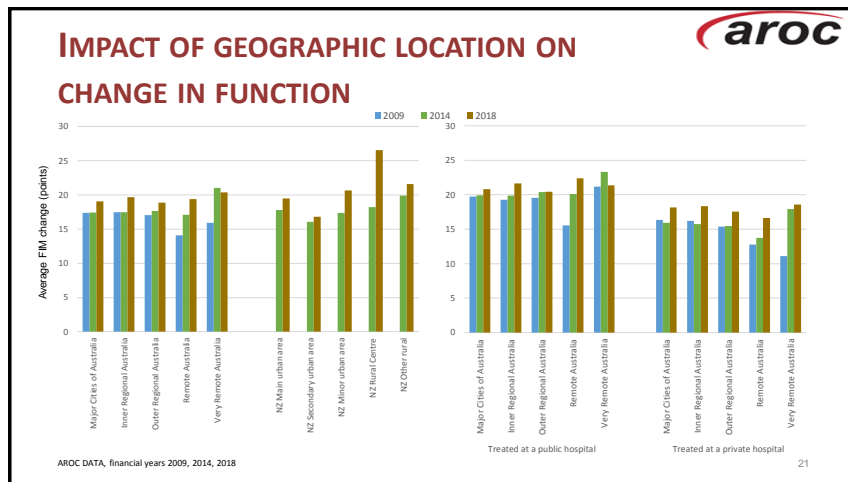 IMPACT OF GEOGRAPHIC LOCATION ON
CHANGE IN FUNCTION
aroc
2009 2014 2018
Average FIM change (points)
30
25
20
15
10
5
0
Major Cities of Australia
Inner Regional Australia
Outer Regional Australia
Remote Australia
Very Remote Australia
NZ Main urban area
NZ Secondary urban area
NZ Minor urban area
NZ Rural Centre
NZ Other rural
30
25
20
15
10
5
0
Major Cities of Australia
Inner Regional Australia
Outer Regional Australia
Remote Australia
Very Remote Australia
Major Cities of Australia
Inner Regional Australia
Outer Regional Australia
Remote Australia
Very Remote Australia
Treated at a public hospital
Treated at a private hospital
AROC DATA, financial years 2009, 2014, 2018
21